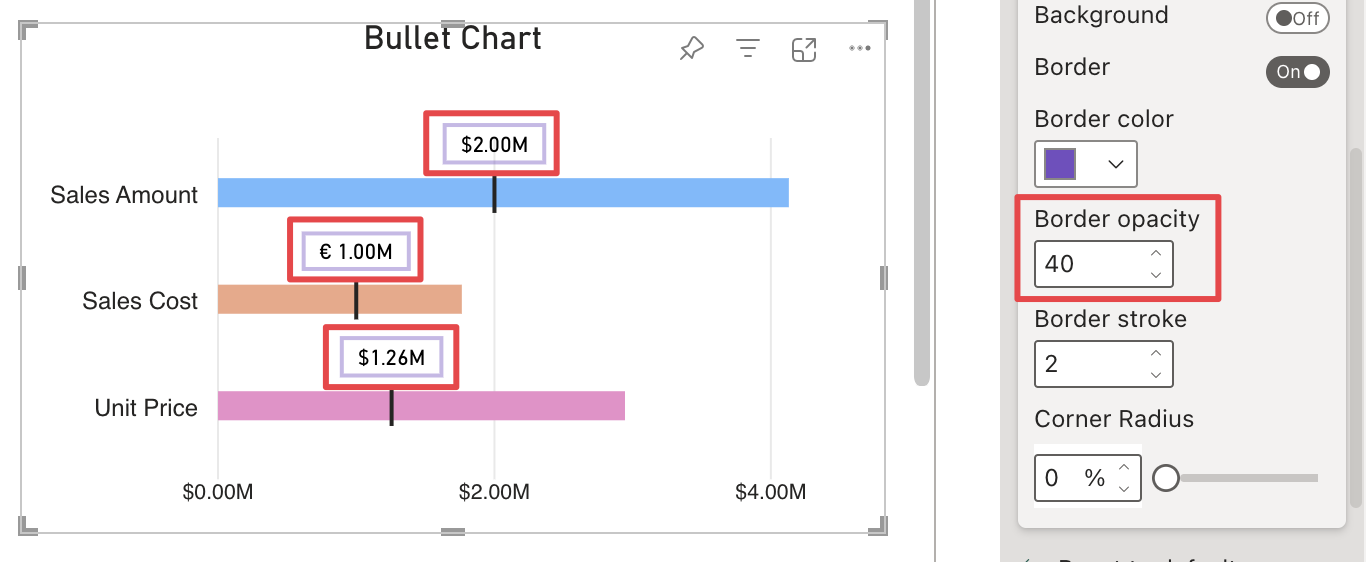 Bullet Chart
$2.00M
Sales Amount
€ 1.00M
Sales Cost
$1.26M
Unit Price
$0.00M
$2.00M
$4.00M
Background
Off
Border
On
Border color
Border opacity
40
Border stroke
2
Corner Radius
0 %